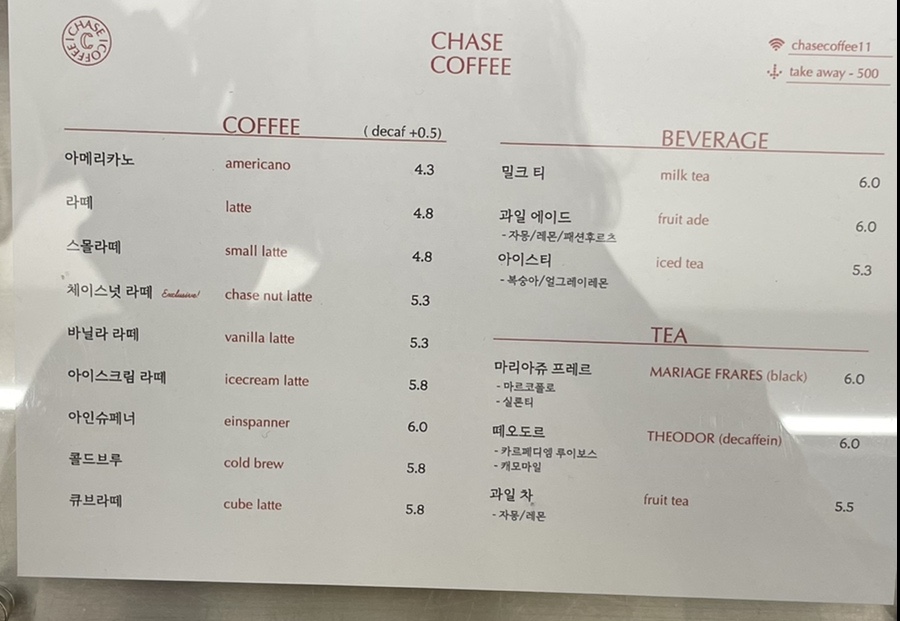 CHASE COFFEE
C
CHASE
COFFEE
chasecoffee11
take away - 500
COFFEE ( decaf +0.5)
아메리카노 americano 4.3
라떼 latte 4.8
스몰라떼 small latte 4.8
체이스넛 라떼 Exclusive! chase nut latte 5.3
바닐라 라떼 vanilla latte 5.3
아이스크림 라떼 icecream latte 5.8
아인슈페너 einspanner 6.0
콜드브루 cold brew 5.8
큐브라떼 cube latte 5.8
BEVERAGE
밀크 티 milk tea 6.0
과일 에이드 fruit ade 6.0
- 자몽/레몬/패션후르츠
아이스티 iced tea 5.3
- 복숭아/얼그레이레몬
TEA
마리아쥬 프레르 MARIAGE FRARES (black) 6.0
- 마르코폴로
- 실론티
떼오도르 THEODOR (decaffein) 6.0
- 카르페디엠 루이보스
- 캐모마일
과일 차 fruit tea 5.5
- 자몽/레몬